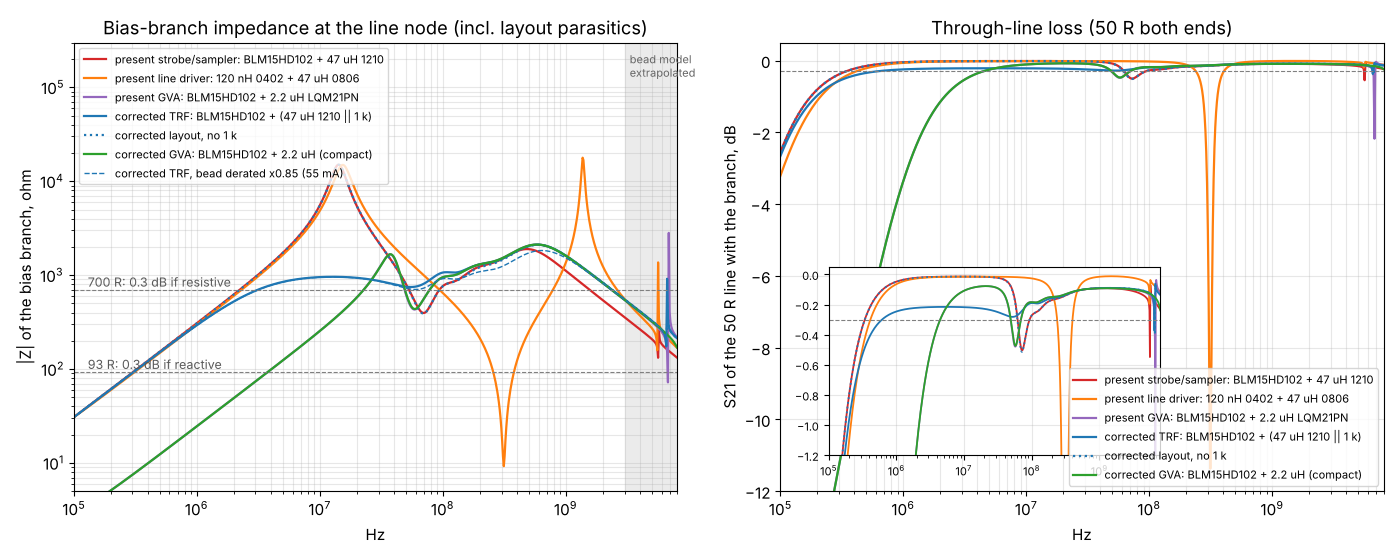 Bias-branch impedance at the line node (incl. layout parasitics)
present strobe/sampler: BLM15HD102 + 47 uH 1210
present line driver: 120 nH 0402 + 47 uH 0806
present GVA: BLM15HD102 + 2.2 uH LQM21PN
corrected TRF: BLM15HD102 + (47 uH 1210 || 1 k)
corrected layout, no 1 k
corrected GVA: BLM15HD102 + 2.2 uH (compact)
corrected TRF, bead derated x0.85 (55 mA)
bead model
extrapolated
700 R: 0.3 dB if resistive
93 R: 0.3 dB if reactive
|Z| of the bias branch, ohm
10⁵
10⁴
10³
10²
10¹
10⁵ 10⁶ 10⁷ 10⁸ 10⁹
Hz
Through-line loss (50 R both ends)
S21 of the 50 R line with the branch, dB
0
−2
−4
−6
−8
−10
−12
10⁵ 10⁶ 10⁷ 10⁸ 10⁹
Hz
0.0
−0.2
−0.4
−0.6
−0.8
−1.0
−1.2
10⁵ 10⁶ 10⁷ 10⁸ 10⁹
present strobe/sampler: BLM15HD102 + 47 uH 1210
present line driver: 120 nH 0402 + 47 uH 0806
present GVA: BLM15HD102 + 2.2 uH LQM21PN
corrected TRF: BLM15HD102 + (47 uH 1210 || 1 k)
corrected layout, no 1 k
corrected GVA: BLM15HD102 + 2.2 uH (compact)